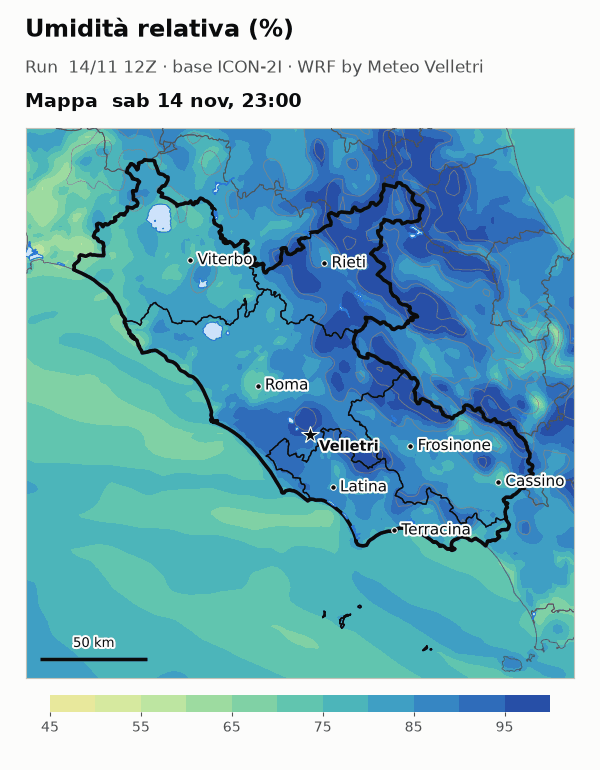 Umidità relativa (%)
Run 14/11 12Z · base ICON-2I · WRF by Meteo Velletri
Mappa sab 14 nov, 23:00
Viterbo
Rieti
Roma
Velletri
Frosinone
Cassino
Latina
Terracina
50 km
45 55 65 75 85 95